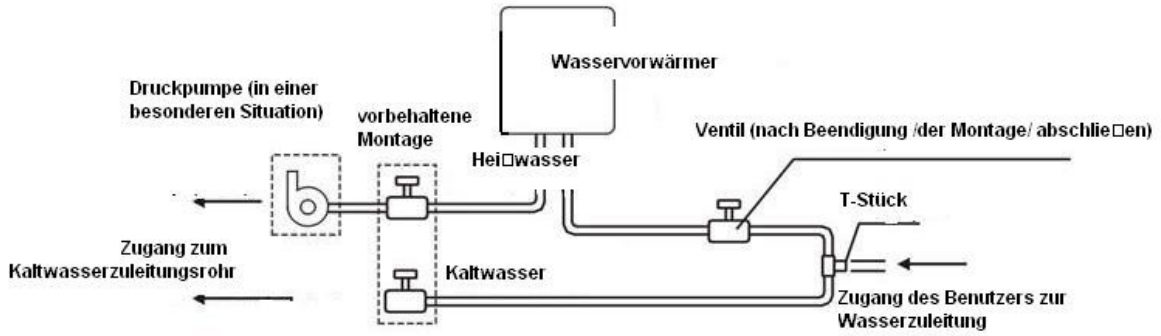 Wasservorwärmer
Druckpumpe (in einer
besonderen Situation)
vorbehaltene
Montage
Ventil (nach Beendigung /der Montage/ abschlie□en)
Hei□wasser
T-Stück
Zugang zum
Kaltwasserzuleitungsrohr
Kaltwasser
Zugang des Benutzers zur
Wasserzuleitung